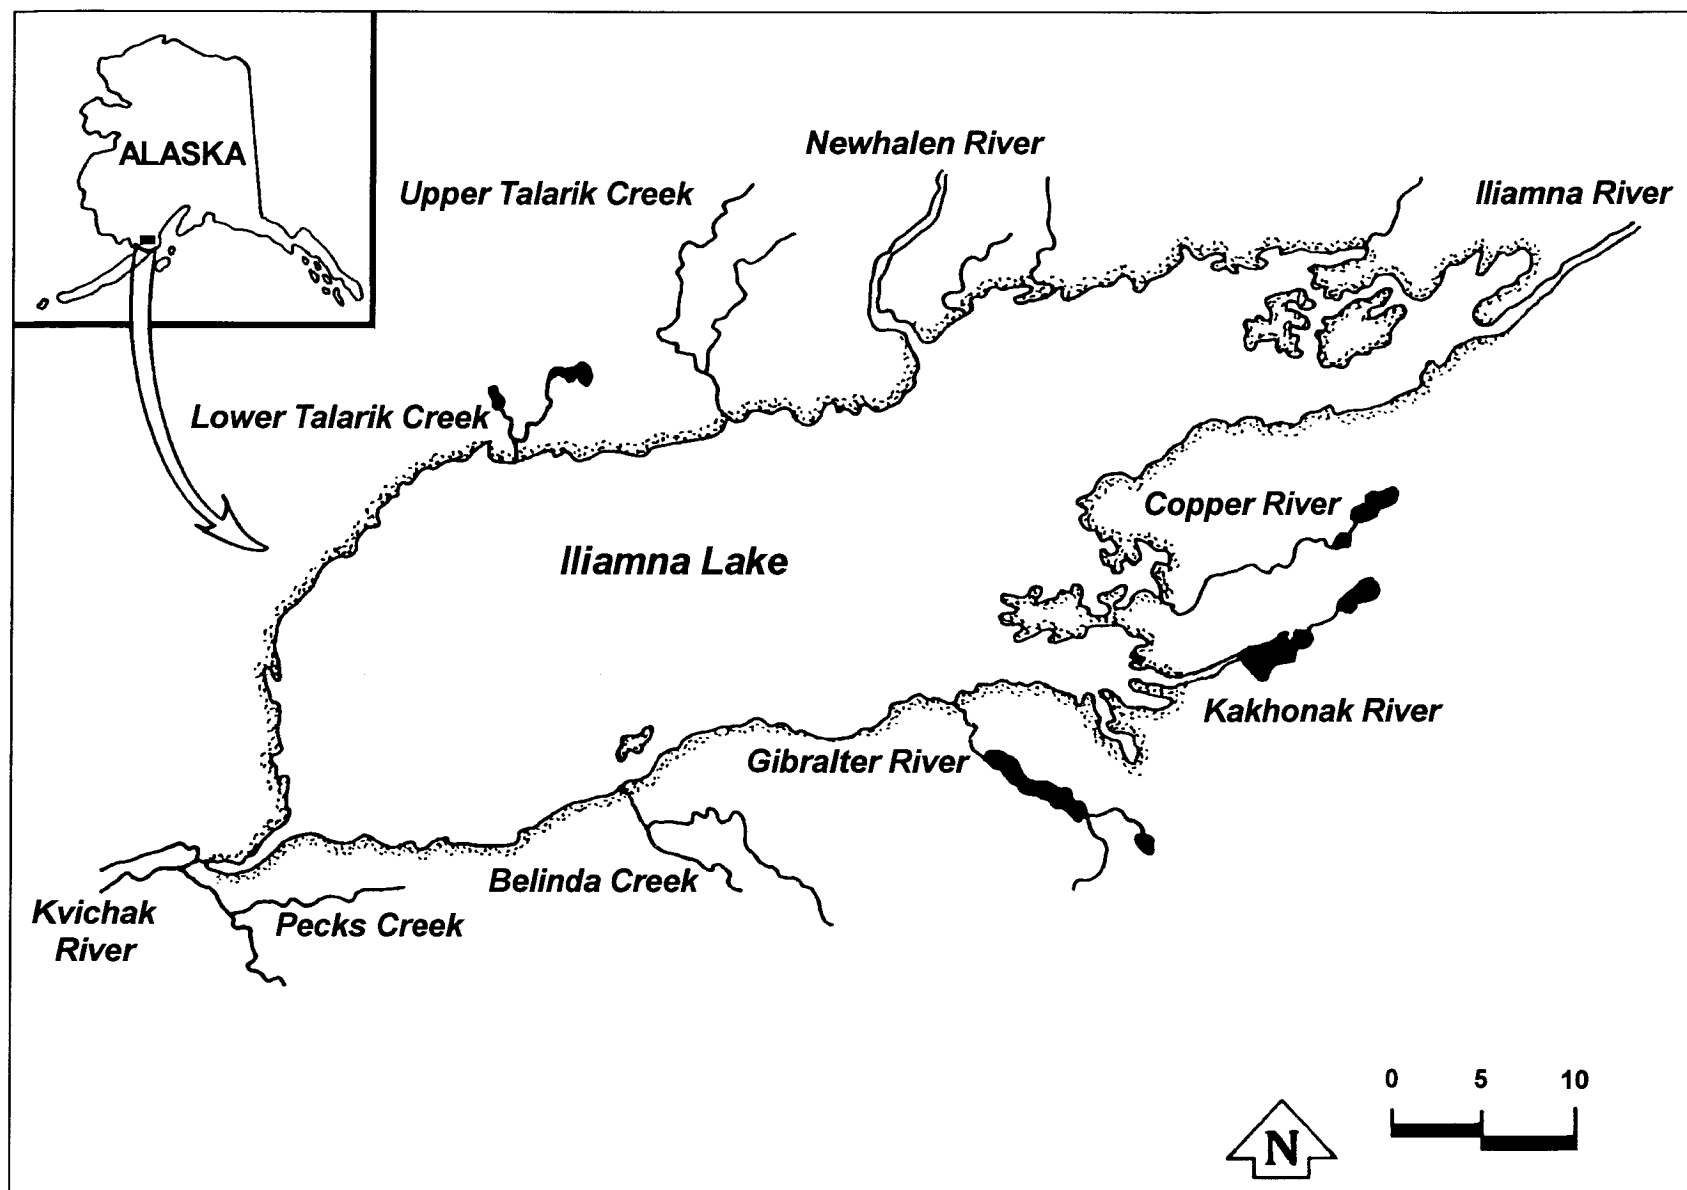 ALASKA
Newhalen River
Upper Talarik Creek
Iliamna River
Lower Talarik Creek
Copper River
Iliamna Lake
Kakhonak River
Gibralter River
Belinda Creek
Kvichak
River
Pecks Creek
0 5 10
N